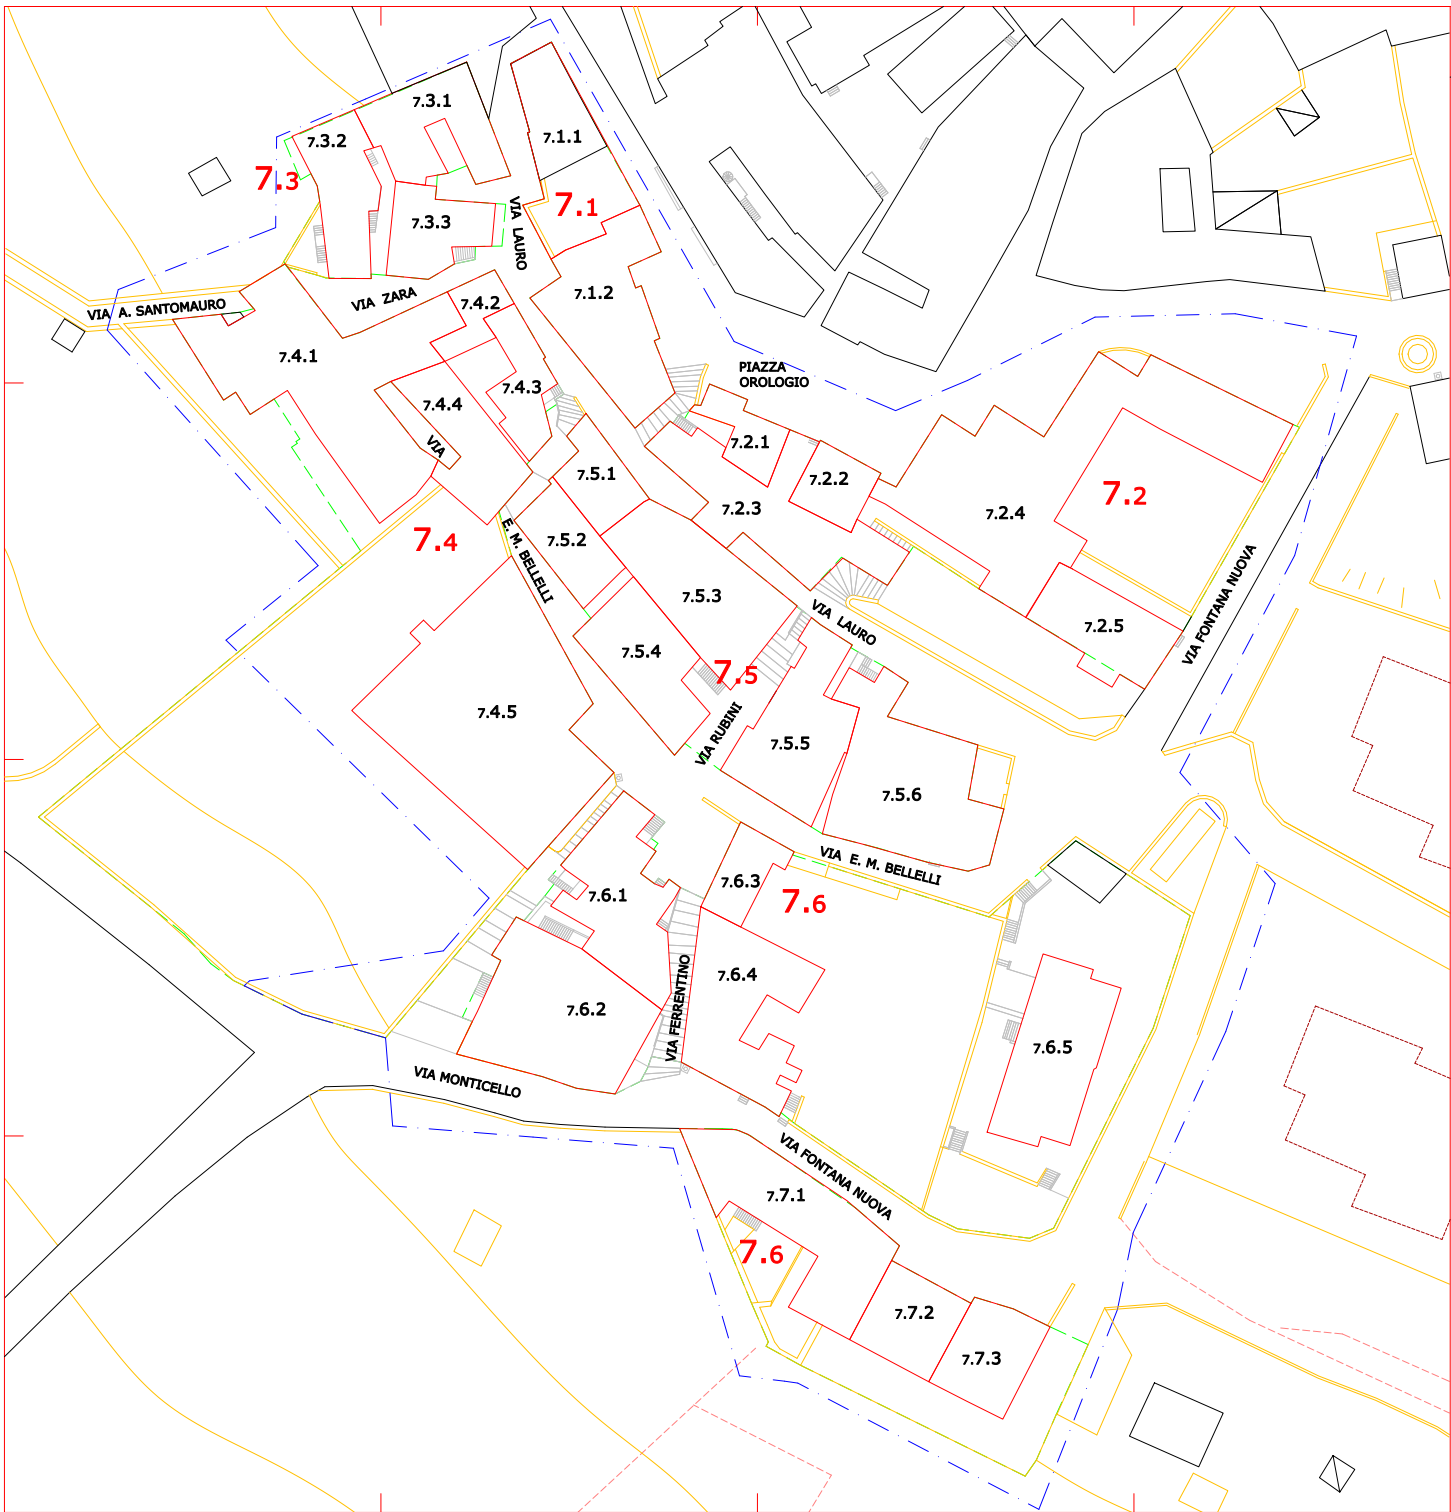 7.3.1
7.3.2
7.1.1
7.3
7.1
7.3.3
VIA LAURO
7.1.2
VIA ZARA
7.4.2
VIA A. SANTOMAURO
7.4.1
PIAZZA
OROLOGIO
7.4.3
7.4.4
VIA
7.2.1
7.5.1
7.2.2
7.2
7.2.3
7.2.4
7.4
7.5.2
E. M. BELLELLI
VIA FONTANA NUOVA
7.5.3
VIA LAURO
7.2.5
7.5.4
7.5
7.4.5
VIA RUBINI
7.5.5
7.5.6
VIA E. M. BELLELLI
7.6.3
7.6.1
7.6
7.6.4
7.6.2
VIA FERRENTINO
7.6.5
VIA MONTICELLO
VIA FONTANA NUOVA
7.7.1
7.6
7.7.2
7.7.3